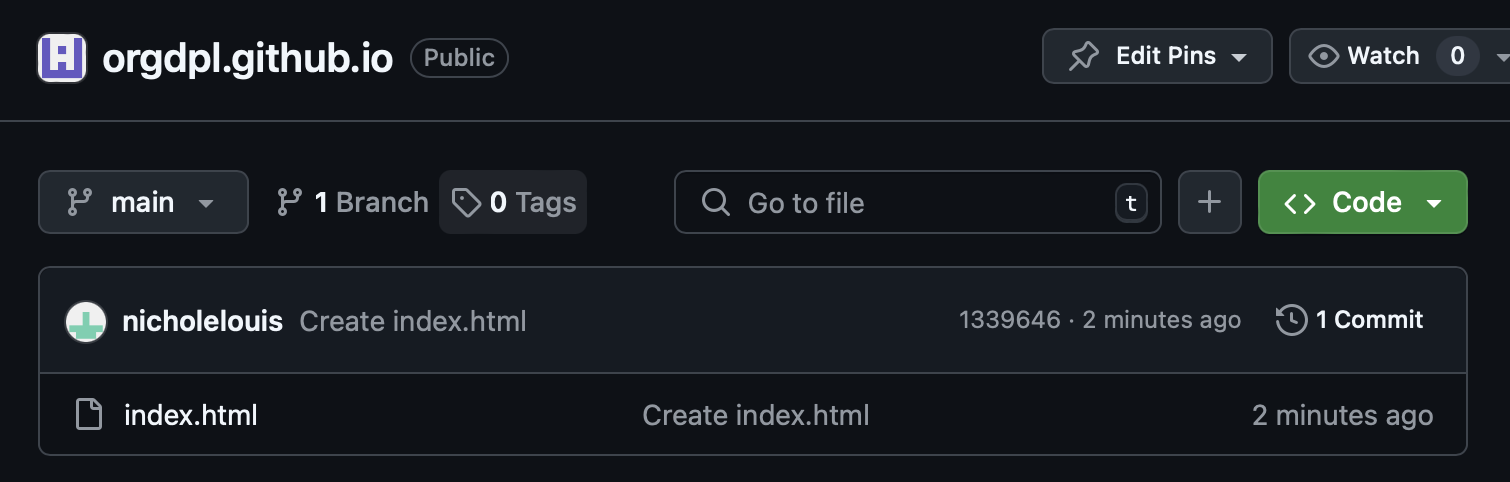 orgdpl.github.io Public Edit Pins Watch 0
main 1 Branch 0 Tags Go to file t Code
nicholelouis Create index.html 1339646 · 2 minutes ago 1 Commit
index.html Create index.html 2 minutes ago